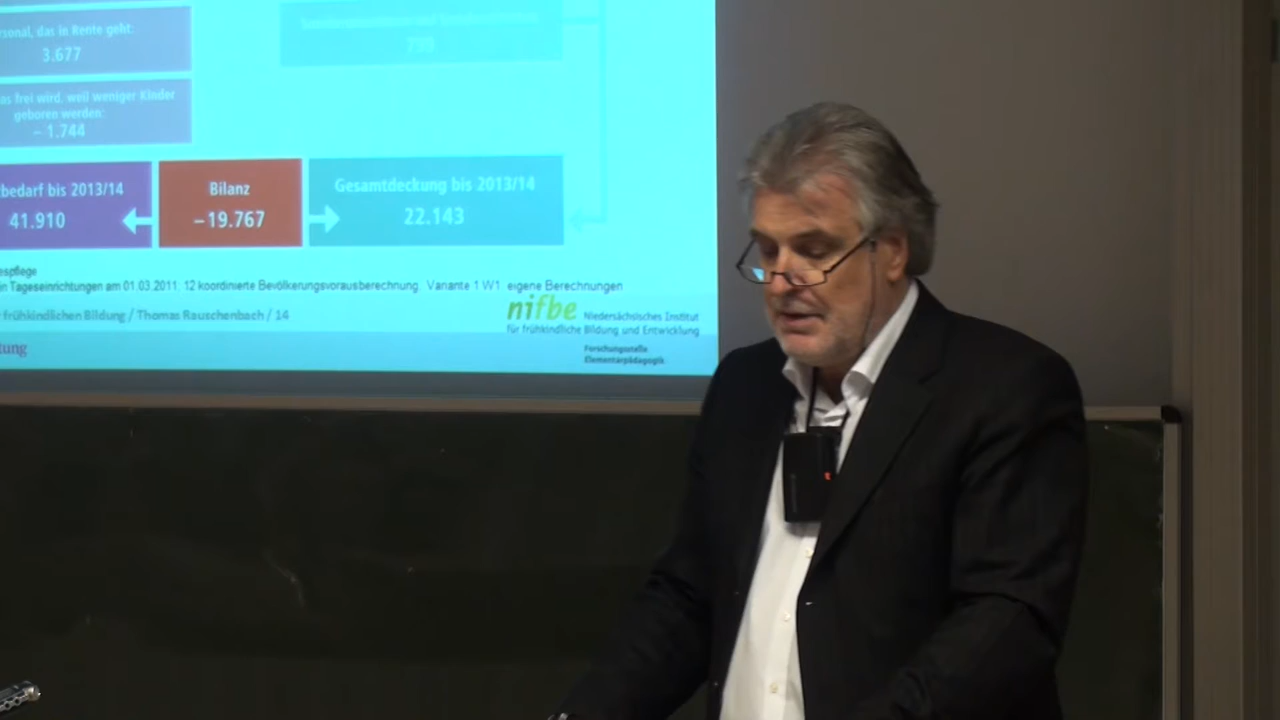 rsonal, das in Rente geht:
3.677
as frei wird, weil weniger Kinder
geboren werden:
– 1.744
bedarf bis 2013/14
41.910
Bilanz
–19.767
Gesamtdeckung bis 2013/14
22.143
espflege
in Tageseinrichtungen am 01.03.2011: 12 koordinierte Bevölkerungsvorausberechnung, Variante 1 W1 eigene Berechnungen
frühkindlichen Bildung / Thomas Rauschenbach / 14
nifbe Niedersächsisches Institut
für frühkindliche Bildung und Entwicklung
tung
Forschungsstelle
Elementarpädagogik